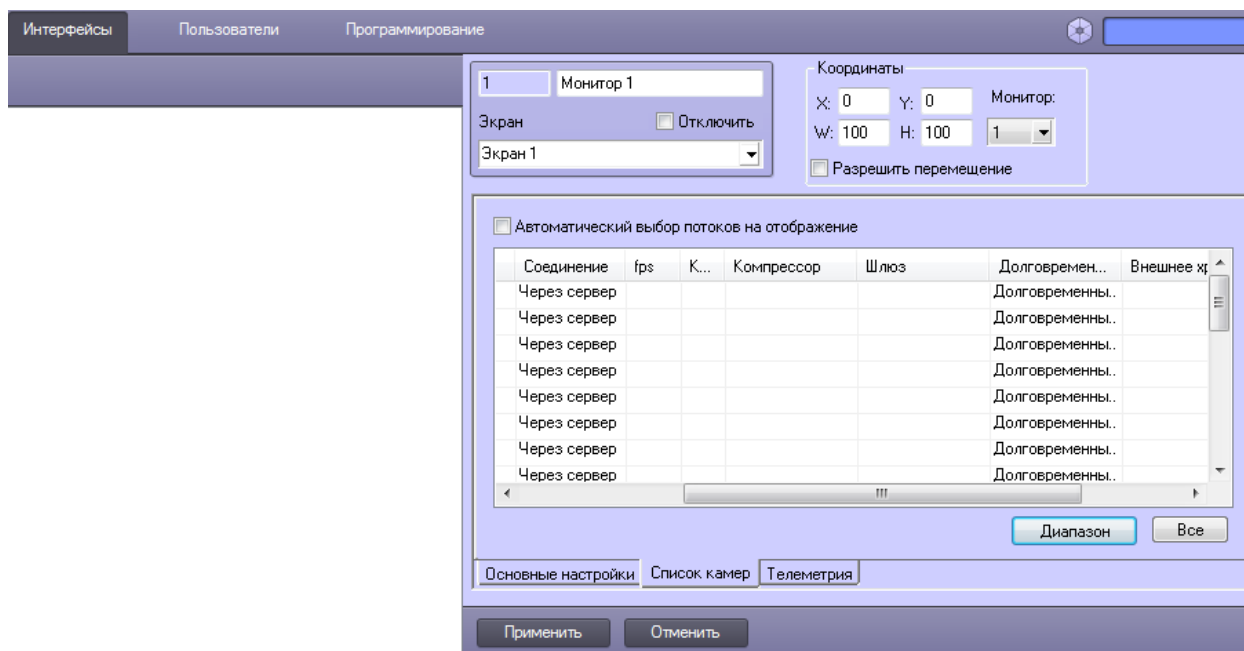 Интерфейсы Пользователи Программирование
1 Монитор 1
Экран Отключить
Экран 1
Координаты
X: 0 Y: 0 Монитор:
W: 100 H: 100 1
Разрешить перемещение
Автоматический выбор потоков на отображение
Соединение fps К... Компрессор Шлюз Долговремен... Внешнее хр
Через сервер Долговременны..
Через сервер Долговременны..
Через сервер Долговременны..
Через сервер Долговременны..
Через сервер Долговременны..
Через сервер Долговременны..
Через сервер Долговременны..
Через сервер Долговременны..
Диапазон Все
Основные настройки Список камер Телеметрия
Применить Отменить